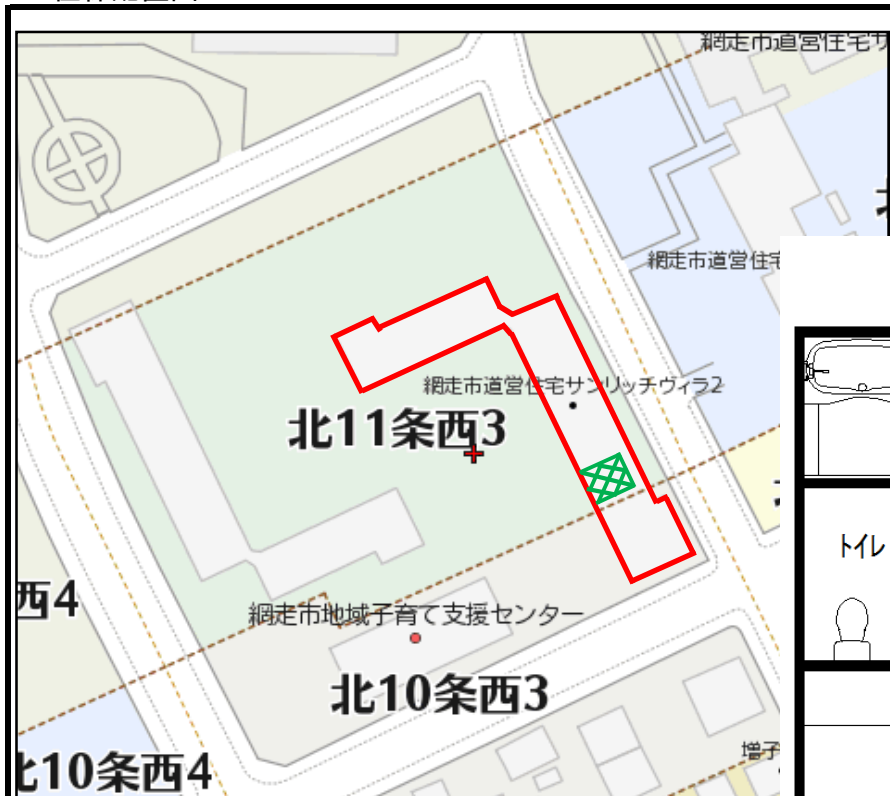 網走市道営住宅サ
網走市道営住宅
網走市道営住宅サンリッチヴィラ2
北11条西3
トイレ
西4
網走市地域子育て支援センター
北10条西3
増子
北10条西4